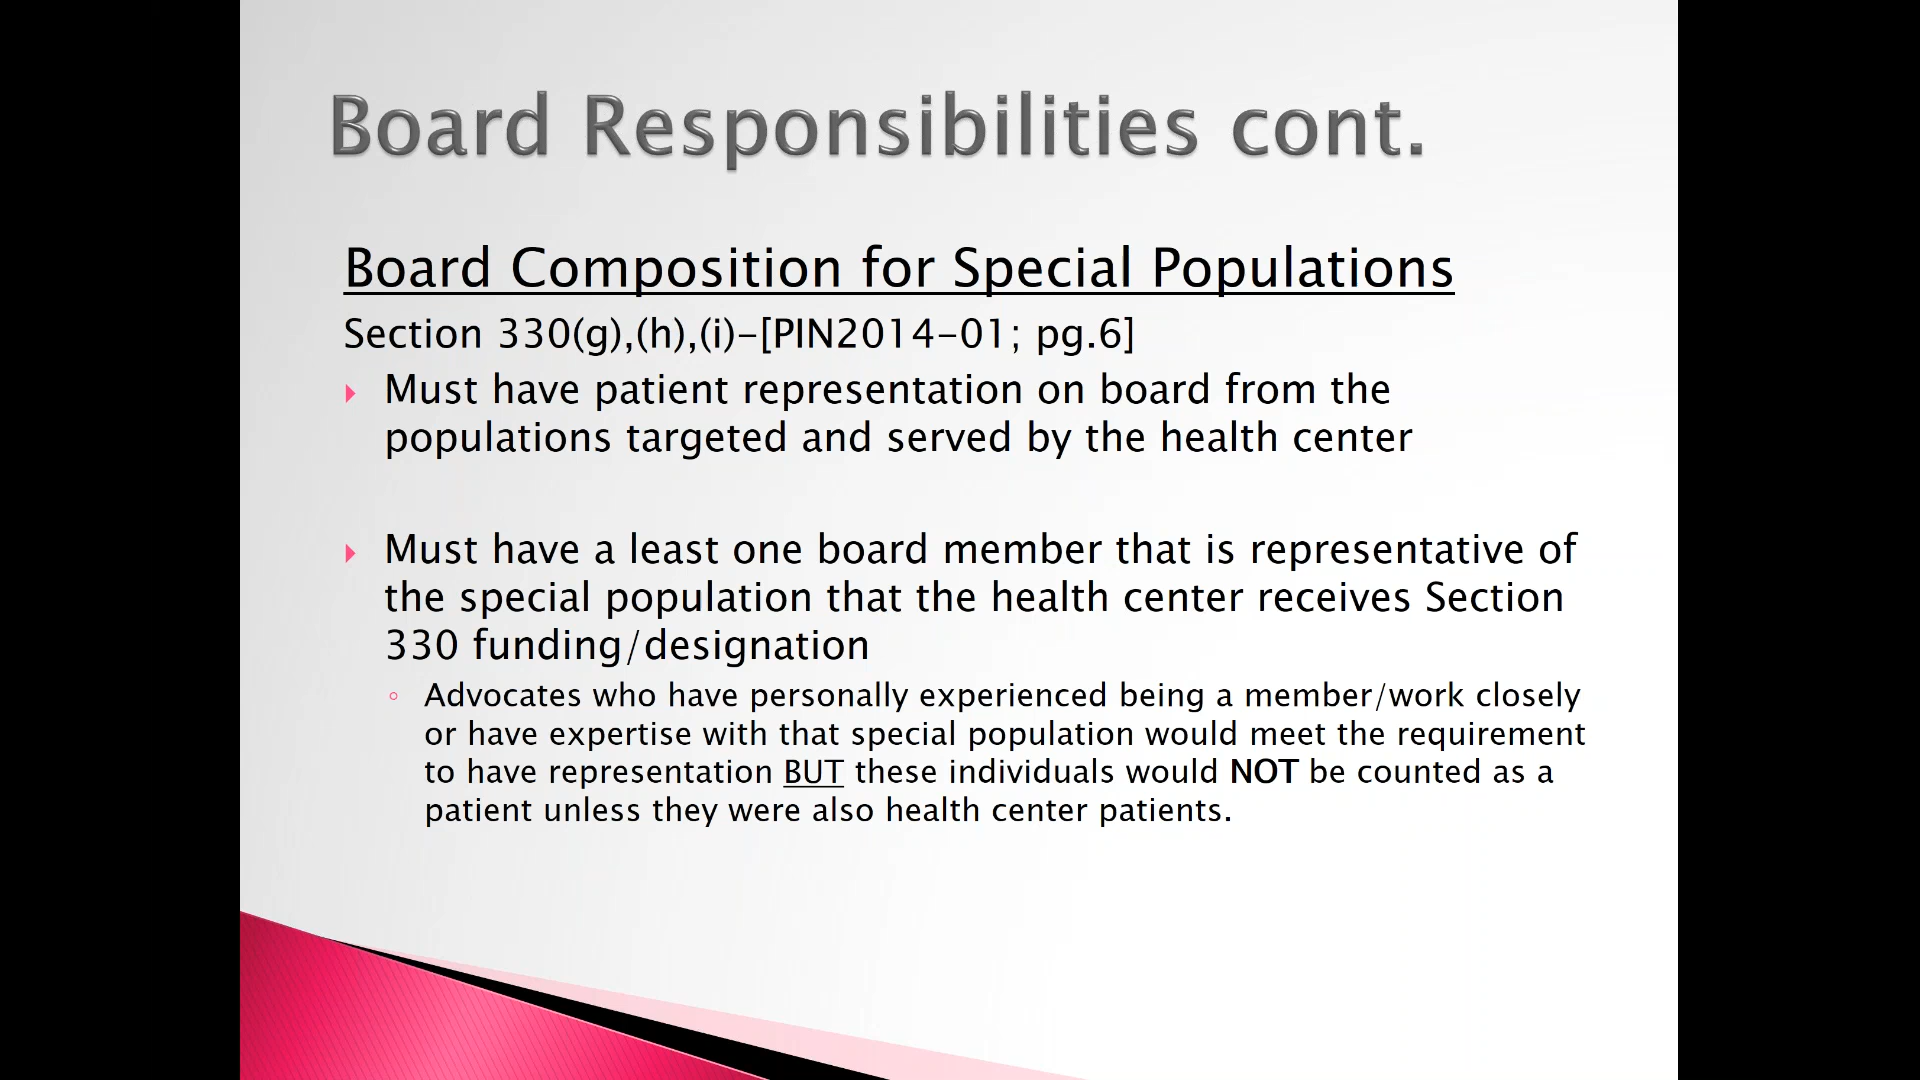 Board Responsibilities cont.
Board Composition for Special Populations
Section 330(g),(h),(i)-[PIN2014-01; pg.6]
Must have patient representation on board from the
populations targeted and served by the health center
Must have a least one board member that is representative of
the special population that the health center receives Section
330 funding/designation
Advocates who have personally experienced being a member/work closely
or have expertise with that special population would meet the requirement
to have representation BUT these individuals would NOT be counted as a
patient unless they were also health center patients.